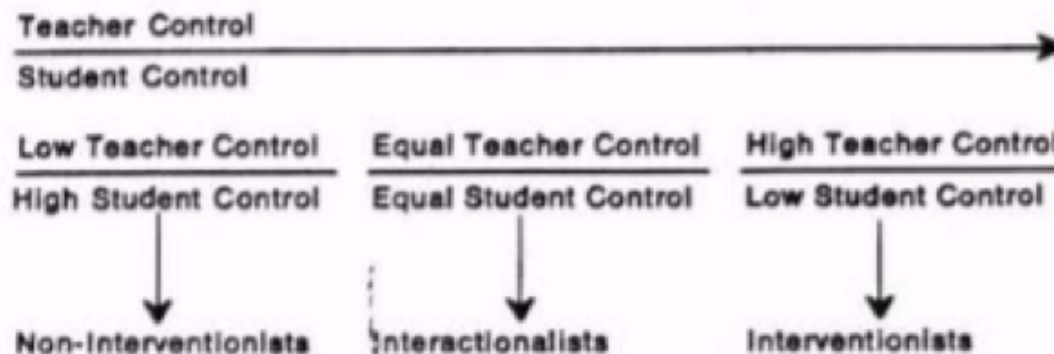 Teacher Control
Student Control
Low Teacher Control
High Student Control
Equal Teacher Control
Equal Student Control
High Teacher Control
Low Student Control
Non-Interventionists
Interactionalists
Interventionists